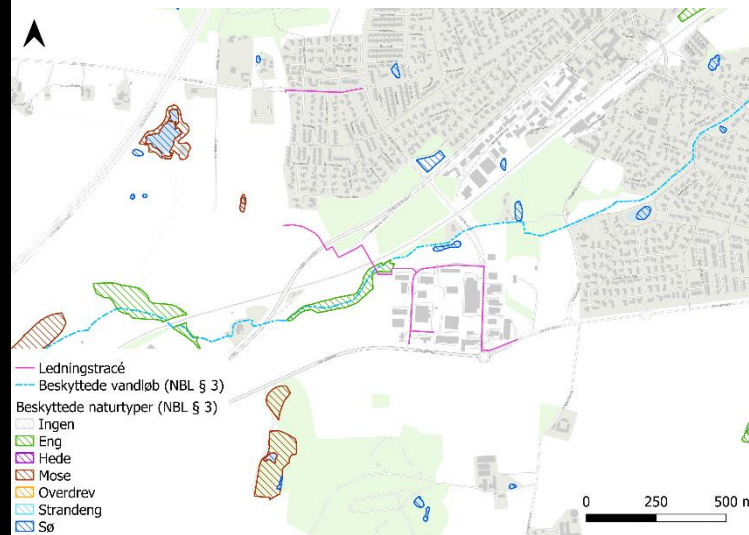 Ledningstracé
Beskyttede vandløb (NBL § 3)
Beskyttede naturtyper (NBL § 3)
Ingen
Eng
Hede
Mose
Overdrev
Strandeng
Sø
0 250 500 m